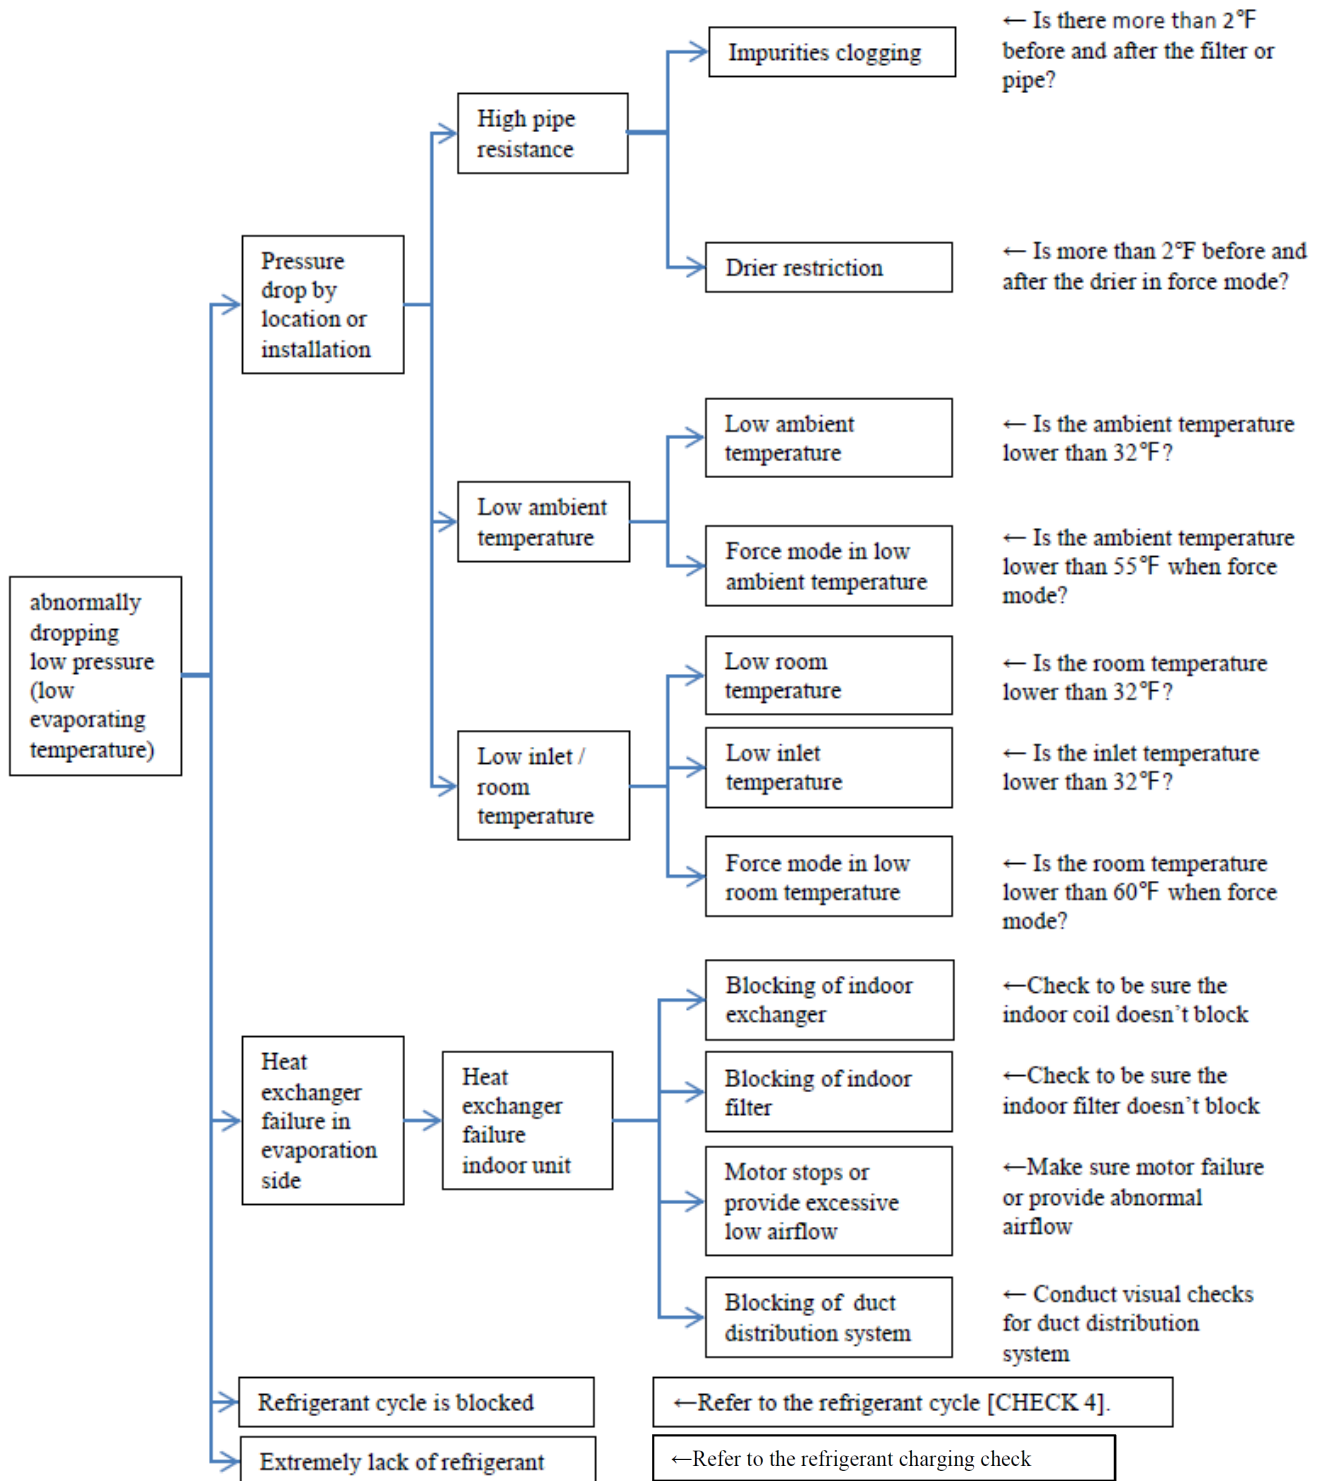 Impurities clogging
← Is there more than 2°F
before and after the filter or
pipe?
High pipe
resistance
Drier restriction
← Is more than 2°F before and
after the drier in force mode?
Pressure
drop by
location or
installation
Low ambient
temperature
← Is the ambient temperature
lower than 32°F?
Low ambient
temperature
Force mode in low
ambient temperature
← Is the ambient temperature
lower than 55°F when force
mode?
abnormally
dropping
low pressure
(low
evaporating
temperature)
Low room
temperature
← Is the room temperature
lower than 32°F?
Low inlet /
room
temperature
Low inlet
temperature
← Is the inlet temperature
lower than 32°F?
Force mode in low
room temperature
← Is the room temperature
lower than 60°F when force
mode?
Blocking of indoor
exchanger
←Check to be sure the
indoor coil doesn’t block
Heat
exchanger
failure in
evaporation
side
Heat
exchanger
failure
indoor unit
Blocking of indoor
filter
←Check to be sure the
indoor filter doesn’t block
Motor stops or
provide excessive
low airflow
←Make sure motor failure
or provide abnormal
airflow
Blocking of duct
distribution system
← Conduct visual checks
for duct distribution
system
Refrigerant cycle is blocked
←Refer to the refrigerant cycle [CHECK 4].
Extremely lack of refrigerant
←Refer to the refrigerant charging check